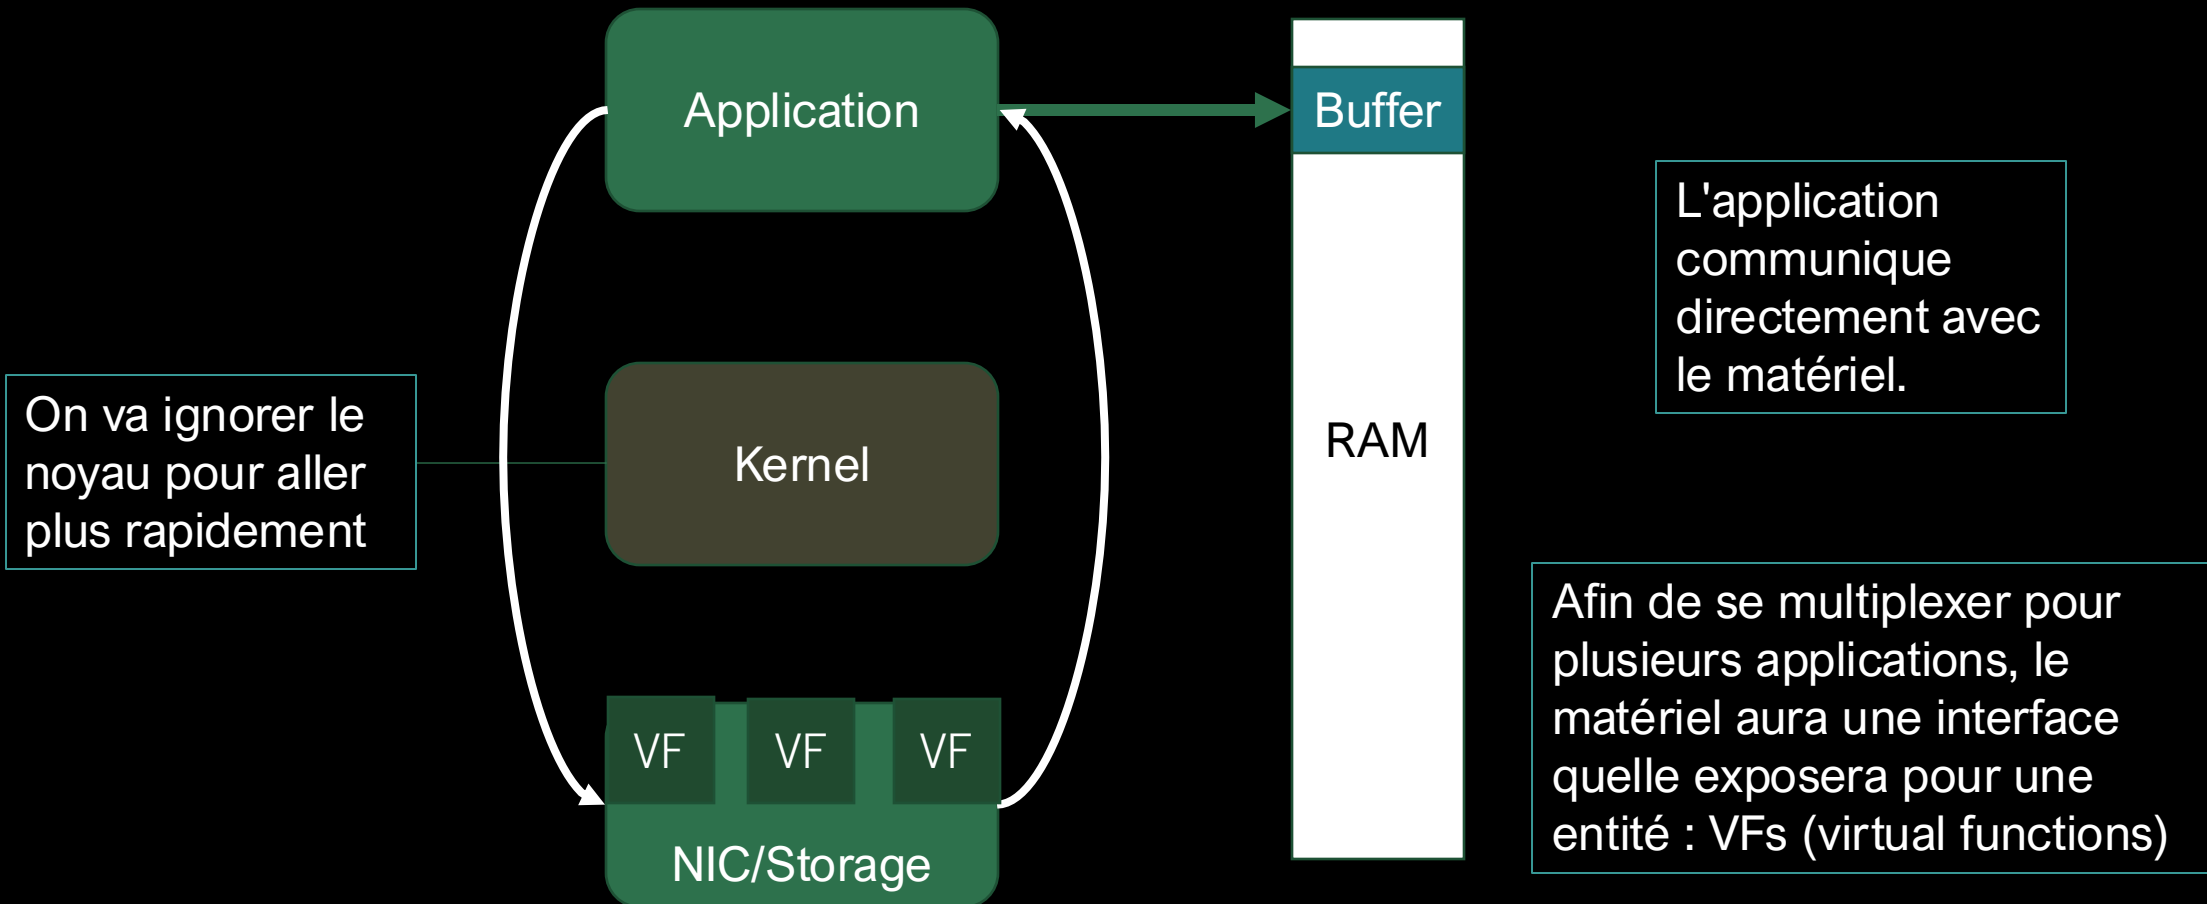 Application
Buffer
L'application
communique
directement avec
le matériel.
On va ignorer le
noyau pour aller
plus rapidement
Kernel
RAM
Afin de se multiplexer pour
plusieurs applications, le
matériel aura une interface
quelle exposera pour une
entité : VFs (virtual functions)
VF VF VF
NIC/Storage